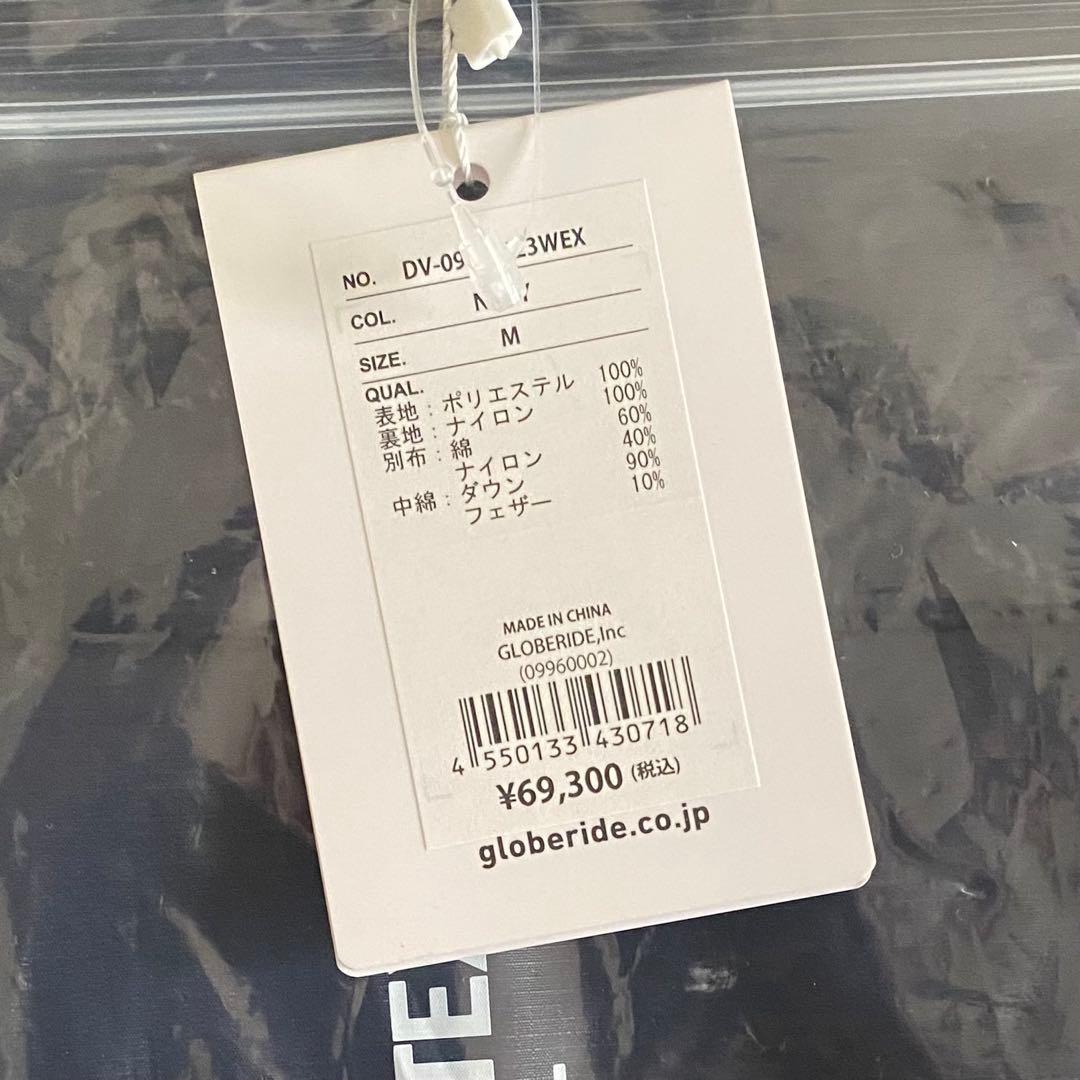 NO. DV-09 23WEX
COL.
SIZE. M
QUAL.
表地：ポリエステル 100%
裏地：ナイロン 100%
別布：綿 60%
ナイロン 40%
中綿：ダウン 90%
フェザー 10%
MADE IN CHINA
GLOBERIDE,Inc
(09960002)
4 550133 430718
¥69,300 (税込)
globeride.co.jp
TEX